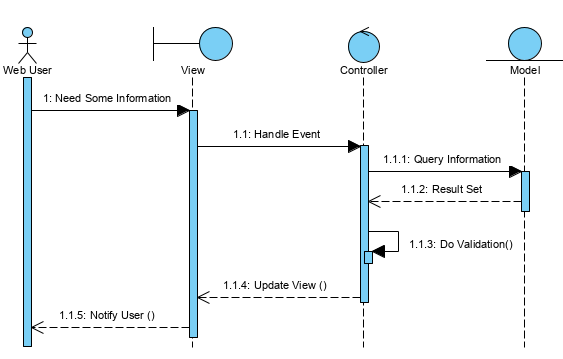 Web User
View
Controller
Model
1: Need Some Information
1.1: Handle Event
1.1.1: Query Information
1.1.2: Result Set
1.1.3: Do Validation()
1.1.4: Update View ()
1.1.5: Notify User ()